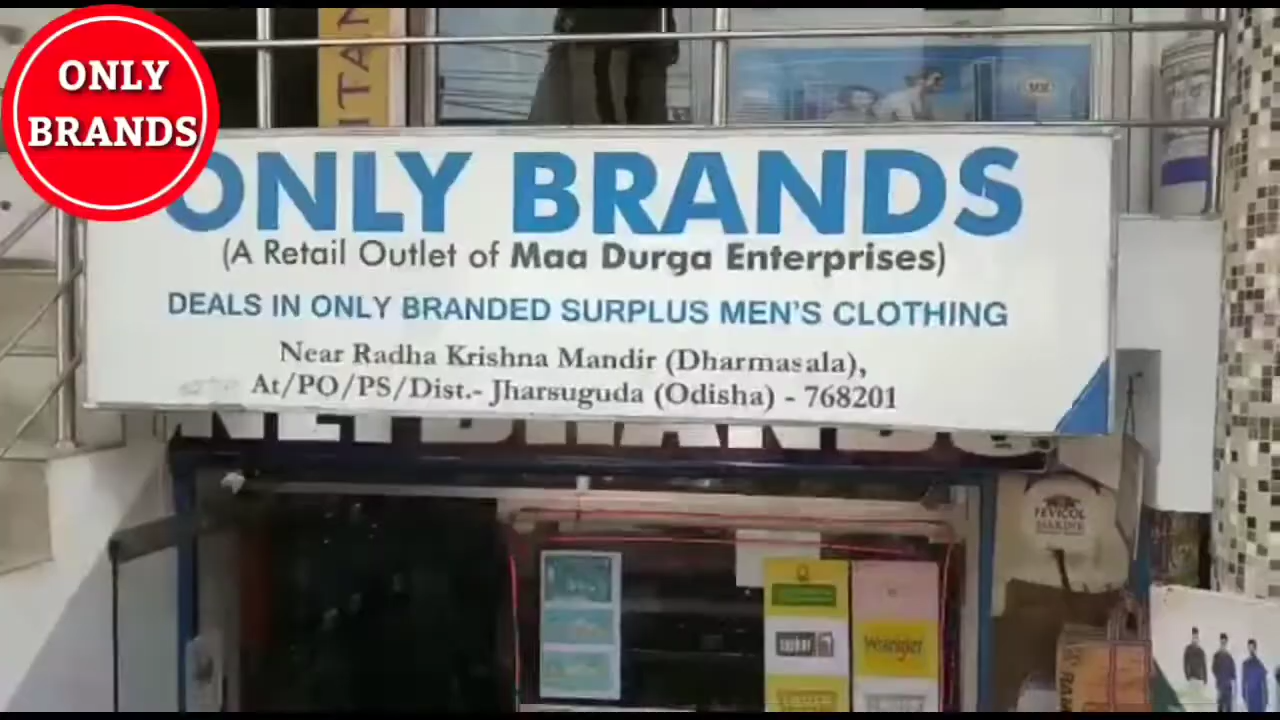 ONLY
BRANDS
ONLY BRANDS
(A Retail Outlet of Maa Durga Enterprises)
DEALS IN ONLY BRANDED SURPLUS MEN'S CLOTHING
Near Radha Krishna Mandir (Dharmasala),
At/PO/PS/Dist.- Jharsuguda (Odisha) - 768201
FEVICOL
MARINE
Wrangler